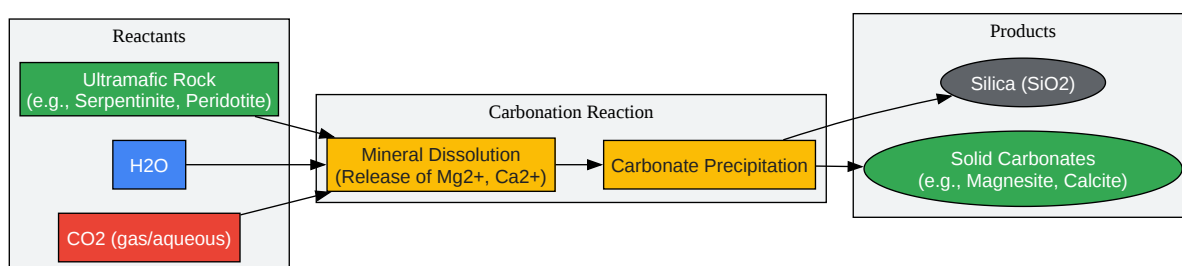 Reactants
Ultramafic Rock
(e.g., Serpentinite, Peridotite)
H2O
CO2 (gas/aqueous)
Carbonation Reaction
Mineral Dissolution
(Release of Mg2+, Ca2+)
Carbonate Precipitation
Products
Silica (SiO2)
Solid Carbonates
(e.g., Magnesite, Calcite)